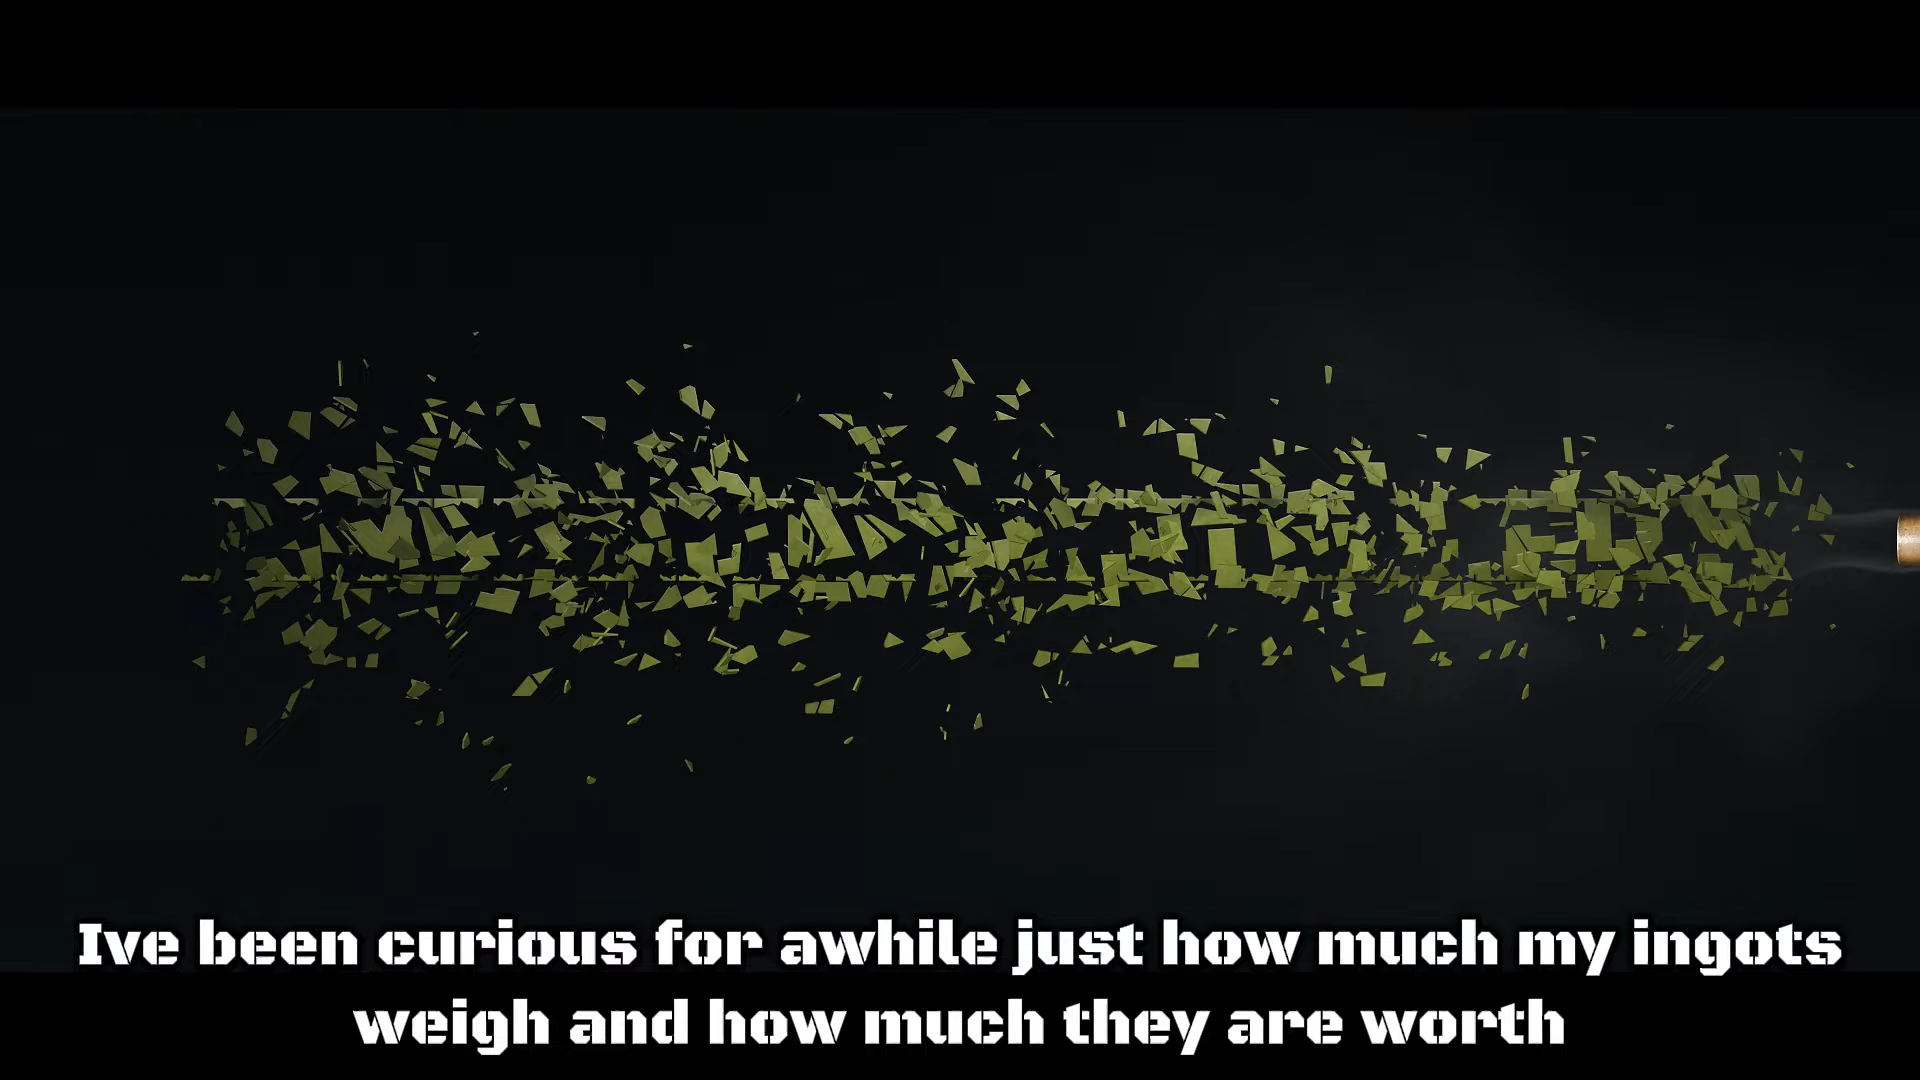 Ive been curious for awhile just how much my ingots
weigh and how much they are worth